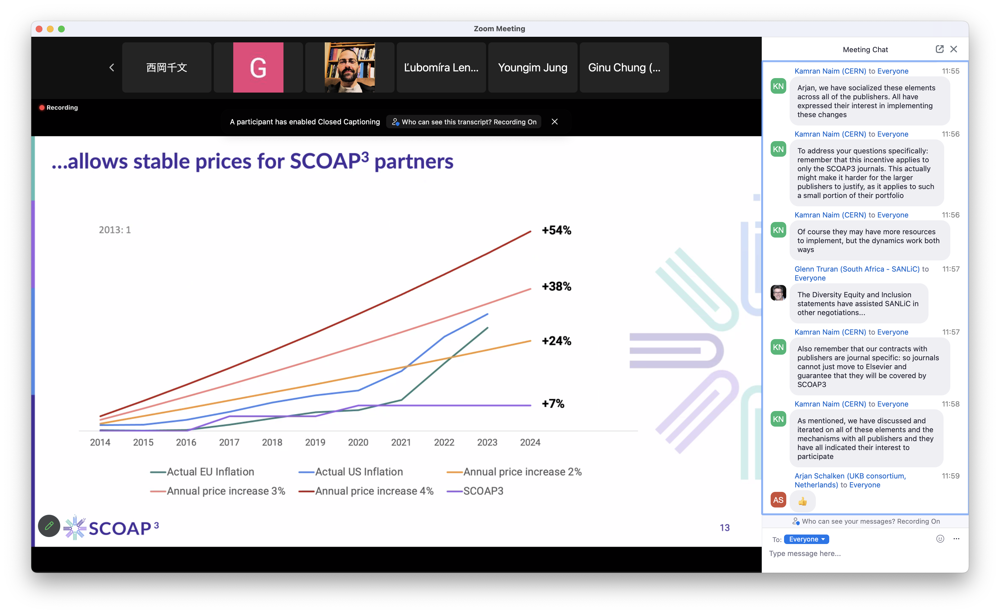 Zoom Meeting
西岡千文
G
Ľubomíra Len...
Youngim Jung
Ginu Chung (...
Recording
A participant has enabled Closed Captioning
Who can see this transcript? Recording On
...allows stable prices for SCOAP³ partners
2013: 1
+54%
+38%
+24%
+7%
2014 2015 2016 2017 2018 2019 2020 2021 2022 2023 2024
Actual EU Inflation
Actual US Inflation
Annual price increase 2%
Annual price increase 3%
Annual price increase 4%
SCOAP3
SCOAP 3
13
Meeting Chat
Kamran Naim (CERN) to Everyone 11:55
KN
Arjan, we have socialized these elements
across all of the publishers. All have
expressed their interest in implementing
these changes
Kamran Naim (CERN) to Everyone 11:56
KN
To address your questions specifically:
remember that this incentive applies to
only the SCOAP3 journals. This actually
might make it harder for the larger
publishers to justify, as it applies to such
a small portion of their portfolio
Kamran Naim (CERN) to Everyone 11:56
KN
Of course they may have more resources
to implement, but the dynamics work both
ways
Glenn Truran (South Africa - SANLiC) to 11:57
Everyone
The Diversity Equity and Inclusion
statements have assisted SANLiC in
other negotiations...
Kamran Naim (CERN) to Everyone 11:57
KN
Also remember that our contracts with
publishers are journal specific: so journals
cannot just move to Elsevier and
guarantee that they will be covered by
SCOAP3
Kamran Naim (CERN) to Everyone 11:58
KN
As mentioned, we have discussed and
iterated on all of these elements and the
mechanisms with all publishers and they
have all indicated their interest to
participate
Arjan Schalken (UKB consortium, 11:59
Netherlands) to Everyone
AS
👍
Who can see your messages? Recording On
To: Everyone
Type message here...